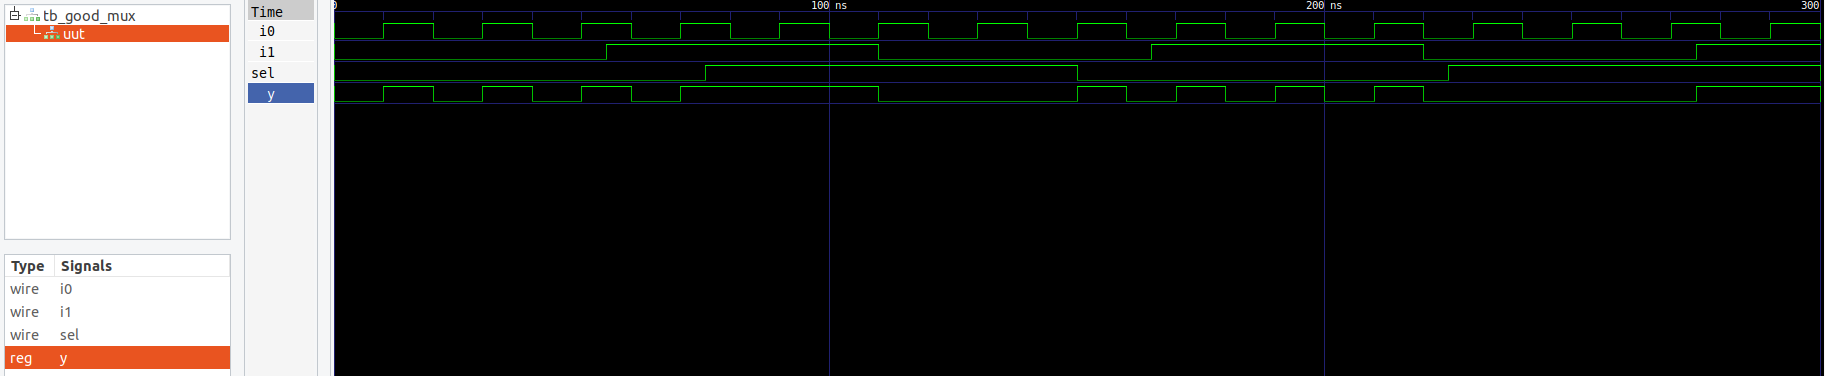 tb_good_mux
uut
Type Signals
wire i0
wire i1
wire sel
reg y
Time
i0
i1
sel
y
0 100 ns 200 ns 300